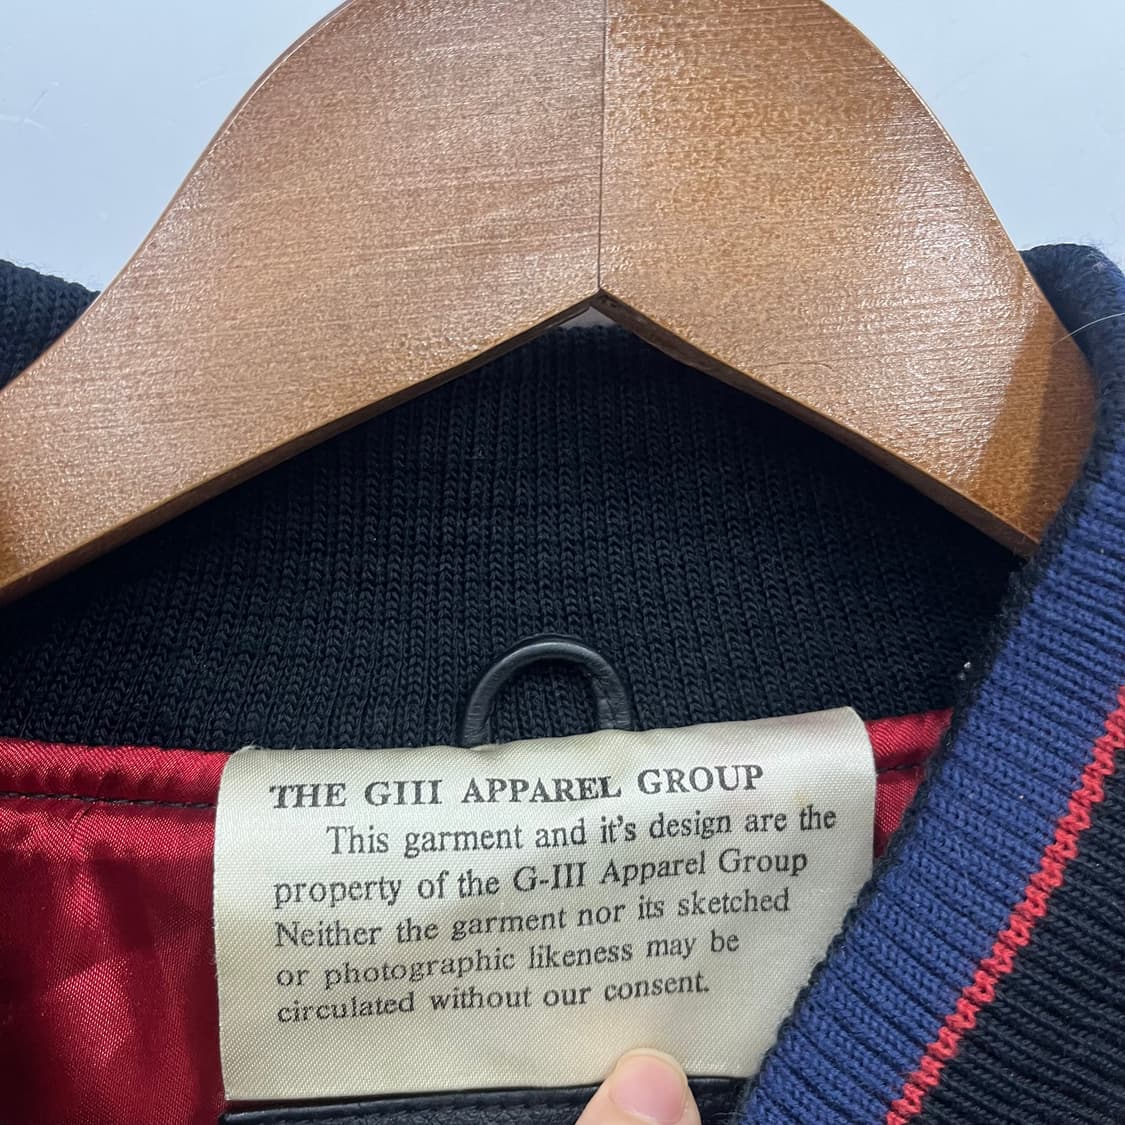 THE GIII APPAREL GROUP
This garment and it's design are the
property of the G-III Apparel Group
Neither the garment nor its sketched
or photographic likeness may be
circulated without our consent.